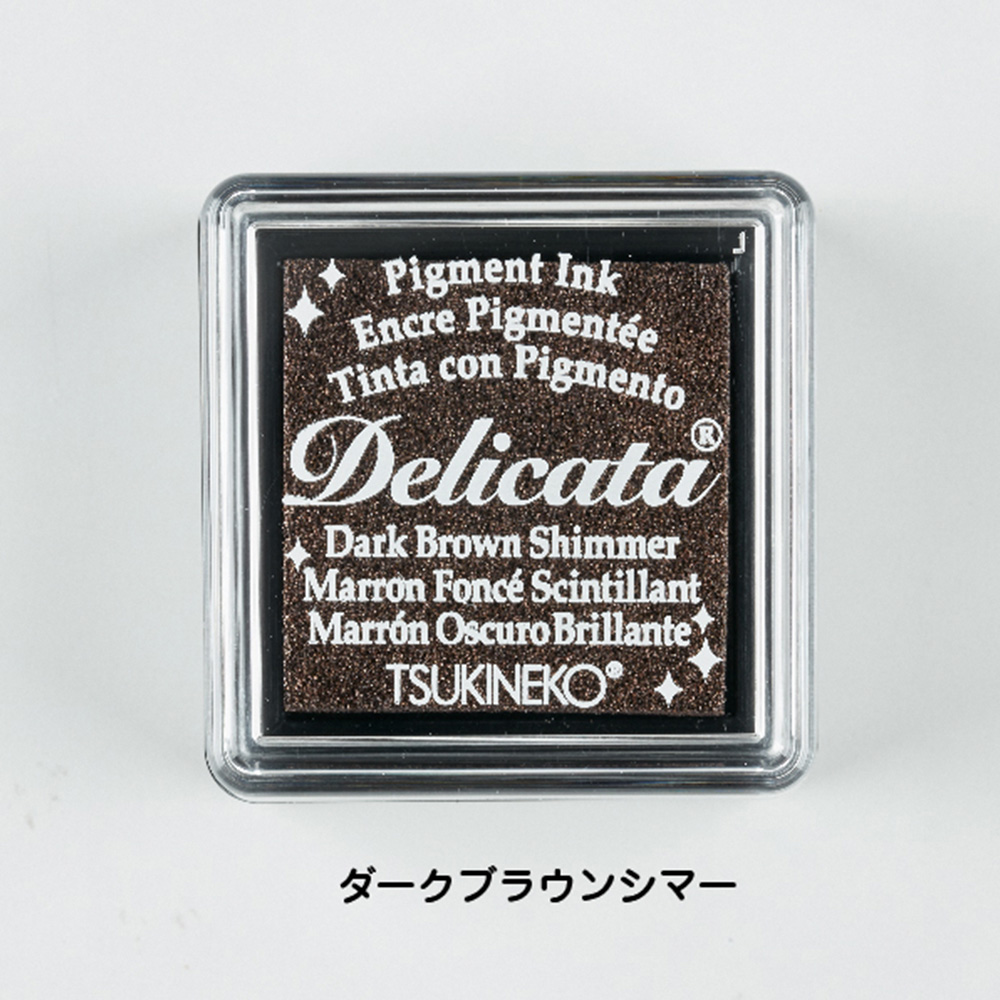 Pigment Ink
Encre Pigmentée
Tinta con Pigmento
Delicata®
Dark Brown Shimmer
Marron Foncé Scintillant
Marrón Oscuro Brillante
TSUKINEKO®
ダークブラウンシマー